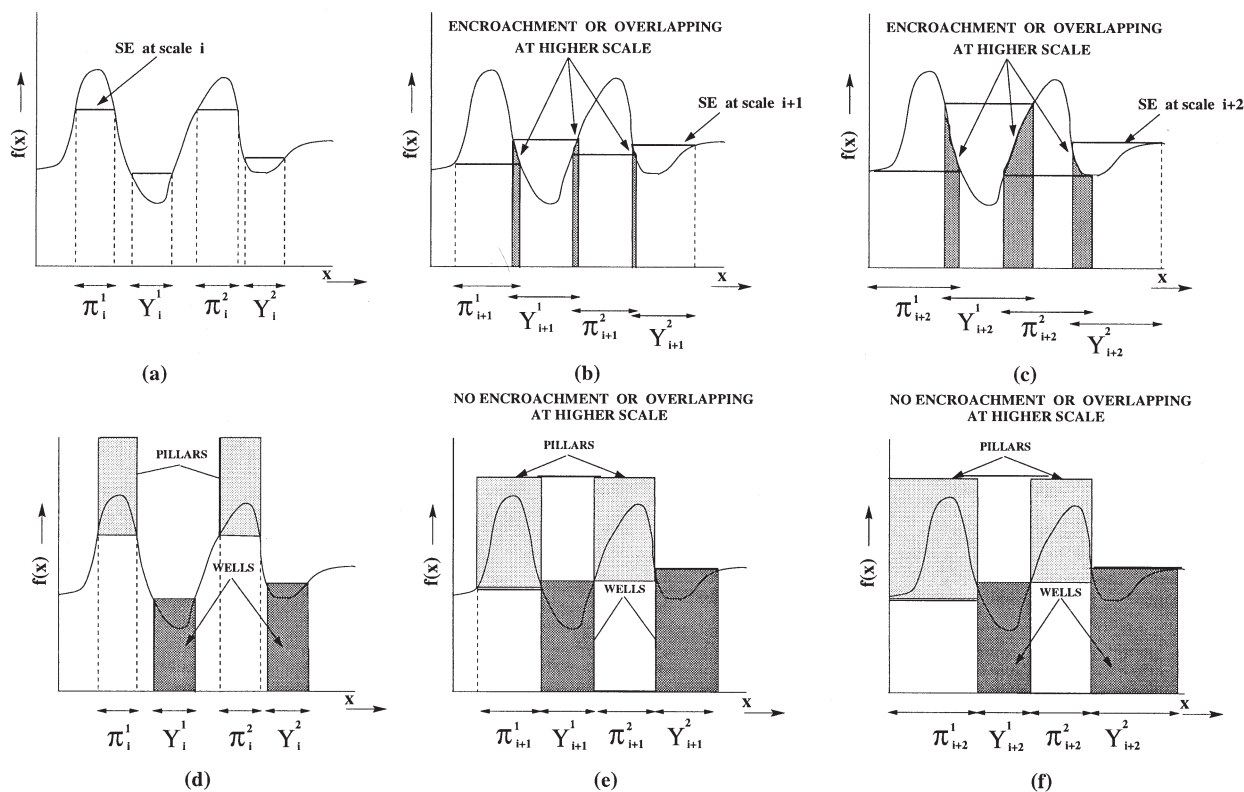 SE at scale i
f(x)
x
π¹ᵢ Y¹ᵢ π²ᵢ Y²ᵢ
(a)
ENCROACHMENT OR OVERLAPPING
AT HIGHER SCALE
SE at scale i+1
f(x)
x
π¹ᵢ₊₁ Y¹ᵢ₊₁ π²ᵢ₊₁ Y²ᵢ₊₁
(b)
ENCROACHMENT OR OVERLAPPING
AT HIGHER SCALE
SE at scale i+2
f(x)
x
π¹ᵢ₊₂ Y¹ᵢ₊₂ π²ᵢ₊₂ Y²ᵢ₊₂
(c)
PILLARS
WELLS
f(x)
x
π¹ᵢ Y¹ᵢ π²ᵢ Y²ᵢ
(d)
NO ENCROACHMENT OR OVERLAPPING
AT HIGHER SCALE
PILLARS
WELLS
f(x)
x
π¹ᵢ₊₁ Y¹ᵢ₊₁ π²ᵢ₊₁ Y²ᵢ₊₁
(e)
NO ENCROACHMENT OR OVERLAPPING
AT HIGHER SCALE
PILLARS
WELLS
f(x)
x
π¹ᵢ₊₂ Y¹ᵢ₊₂ π²ᵢ₊₂ Y²ᵢ₊₂
(f)